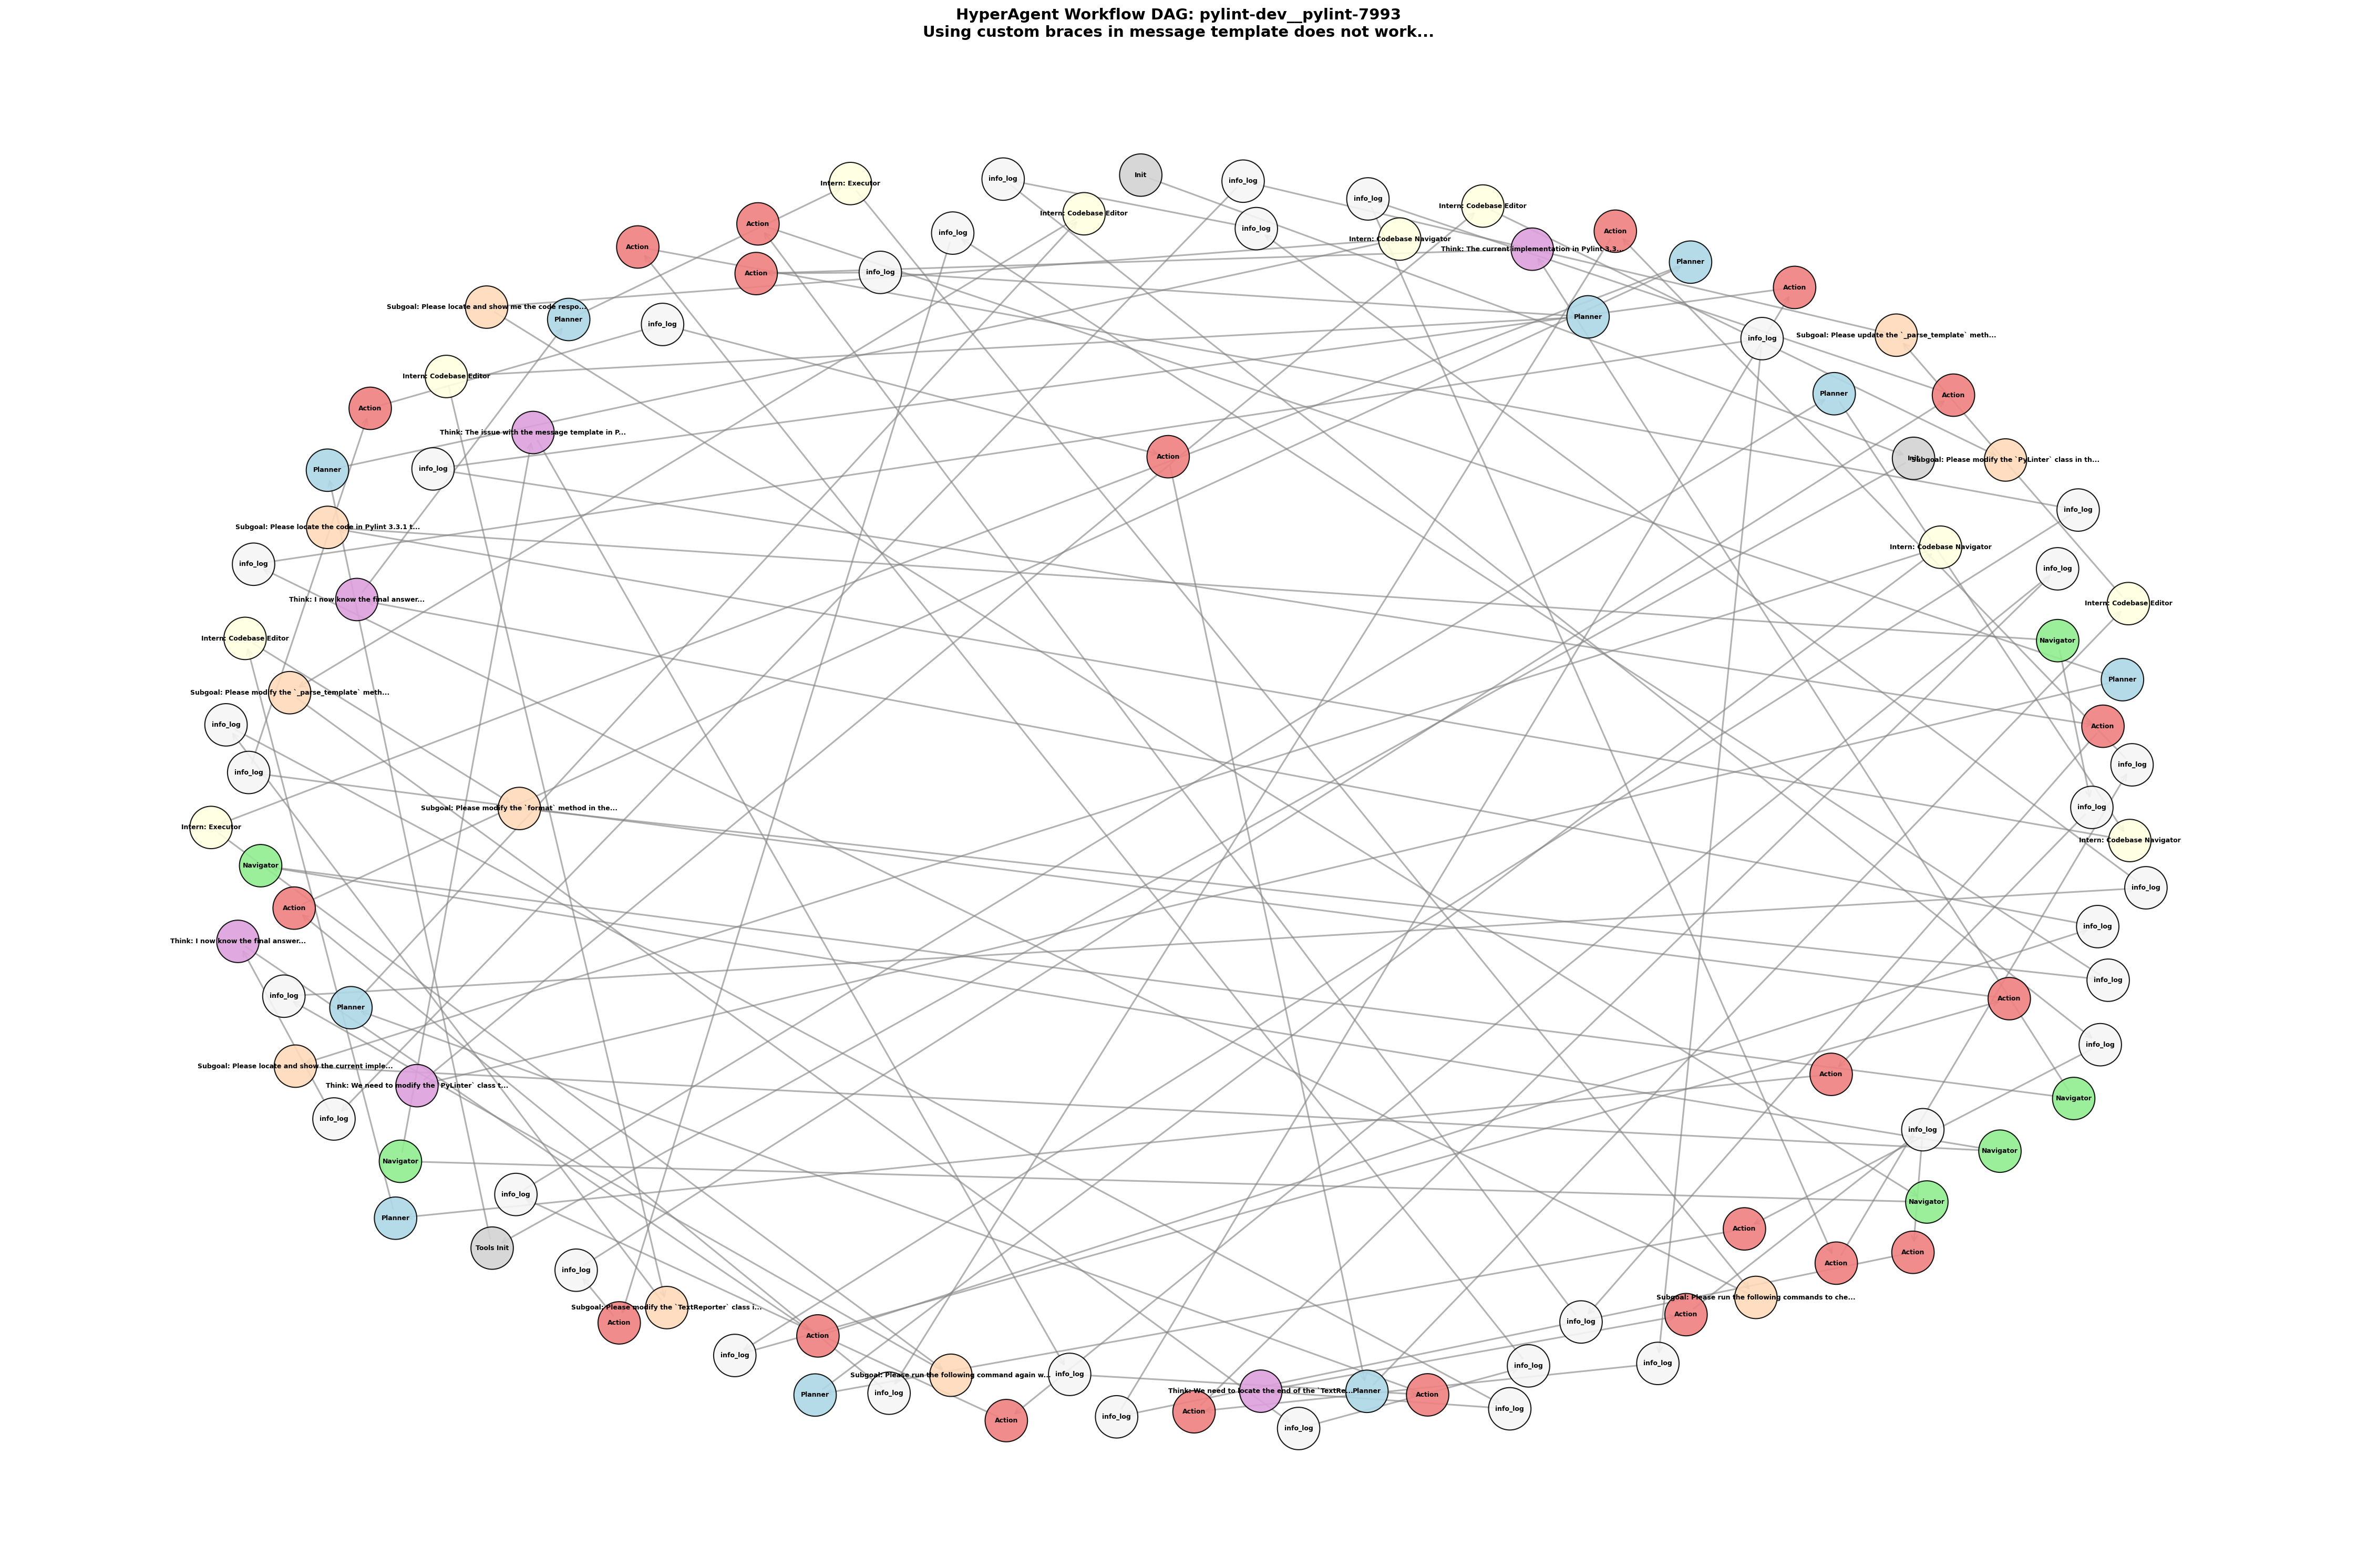 HyperAgent Workflow DAG: pylint-dev__pylint-7993
Using custom braces in message template does not work...
Init
info_log
info_log
Intern: Executor
info_log
Intern: Codebase Editor
Intern: Codebase Editor
Action
info_log
Action
info_log
Intern: Codebase Navigator
Action
Think: The current implementation in Pylint 3.3...
Planner
Action
info_log
Action
Subgoal: Please locate and show me the code respo...
Planner
Planner
info_log
Subgoal: Please update the `_parse_template` meth...
info_log
Intern: Codebase Editor
Planner
Action
Action
Think: The issue with the message template in P...
Action
Init
Subgoal: Please modify the `PyLinter` class in th...
info_log
Planner
info_log
Subgoal: Please locate the code in Pylint 3.3.1 t...
Intern: Codebase Navigator
info_log
info_log
Think: I now know the final answer...
Intern: Codebase Editor
Intern: Codebase Editor
Navigator
Planner
Subgoal: Please modify the `_parse_template` meth...
info_log
Action
info_log
info_log
Subgoal: Please modify the `format` method in the...
info_log
Intern: Executor
Intern: Codebase Navigator
Navigator
info_log
Action
info_log
Think: I now know the final answer...
info_log
info_log
Action
Planner
info_log
Subgoal: Please locate and show the current imple...
Action
Think: We need to modify the `PyLinter` class t...
Navigator
info_log
info_log
Navigator
Navigator
info_log
Navigator
Planner
Action
Tools Init
Action
Action
info_log
Subgoal: Please run the following commands to che...
Subgoal: Please modify the `TextReporter` class i...
Action
Action
info_log
Action
info_log
info_log
info_log
info_log
Subgoal: Please run the following command again w...
Think: We need to locate the end of the `TextRe...
Planner
Planner
info_log
Action
info_log
Action
info_log
Action
info_log